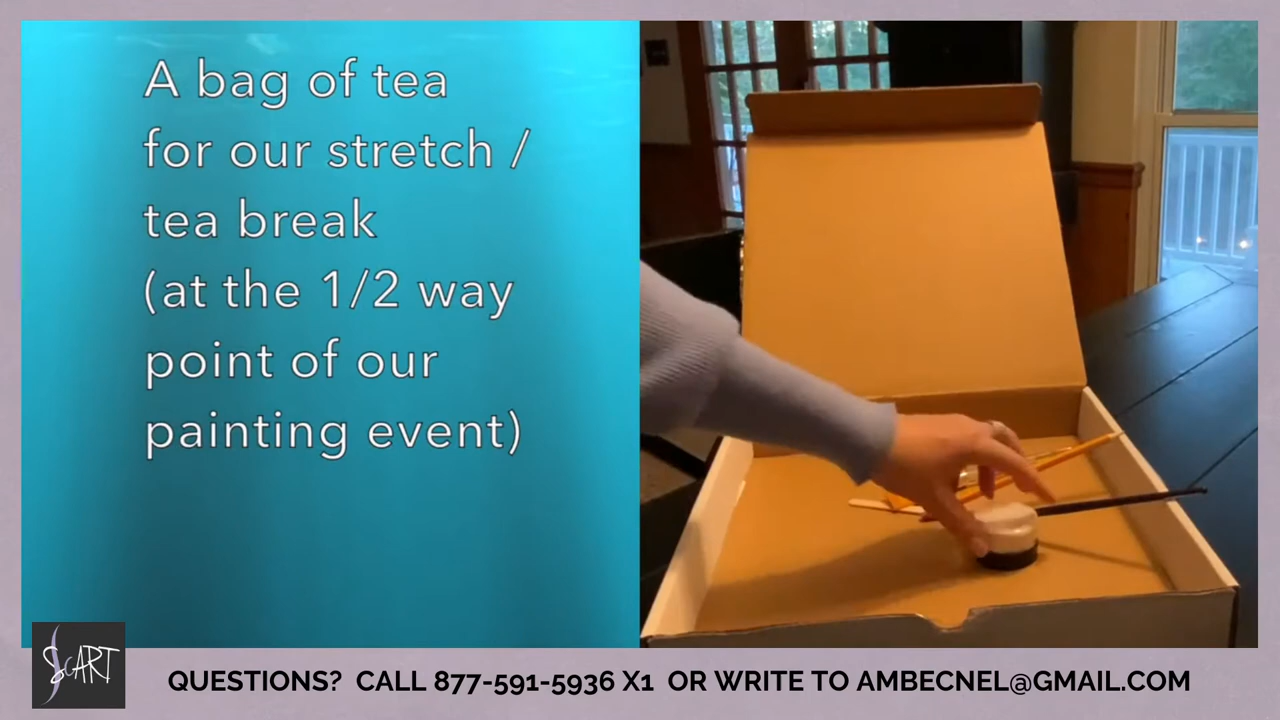 A bag of tea
for our stretch /
tea break
(at the 1/2 way
point of our
painting event)
ScART
QUESTIONS? CALL 877-591-5936 X1 OR WRITE TO AMBECNEL@GMAIL.COM